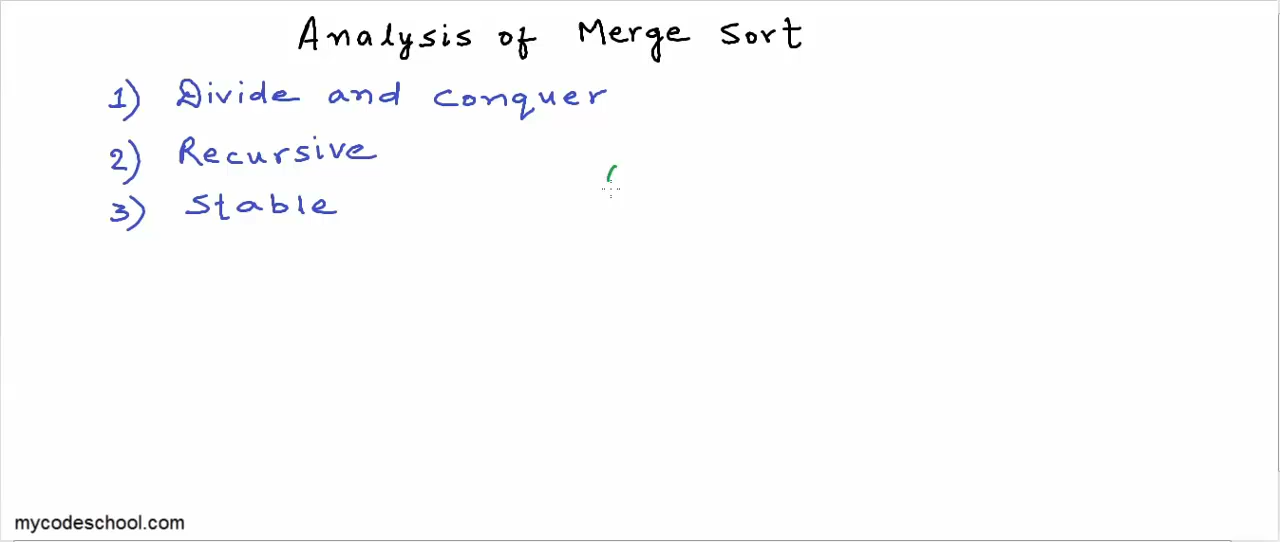 Analysis of Merge Sort
1) Divide and Conquer
2) Recursive
3) Stable
mycodeschool.com